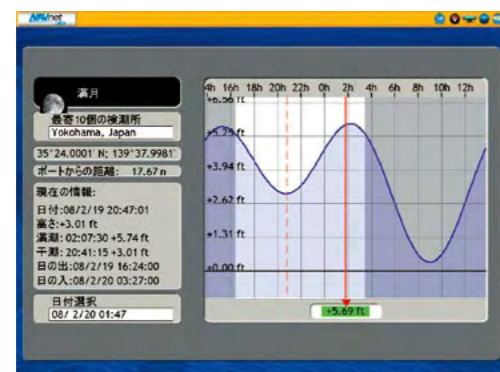 NAVnet
満月
最寄10個の検潮所
Yokohama, Japan
35°24.0001' N; 139°37.9981'
ボートからの距離: 17.67 n
現在の情報:
日付:08/2/19 20:47:01
高さ:+3.01 ft
満潮: 02:07:30 +5.74 ft
干潮: 20:41:15 +3.01 ft
日の出:08/2/19 16:24:00
日の入:08/2/20 03:27:00
日付選択
08/ 2/20 01:47
4h 16h 18h 20h 22h 0h 2h 4h 6h 8h 10h 12h
+6.56 ft
+5.25 ft
+3.94 ft
+2.62 ft
+1.31 ft
+0.00 ft
+5.69 ft